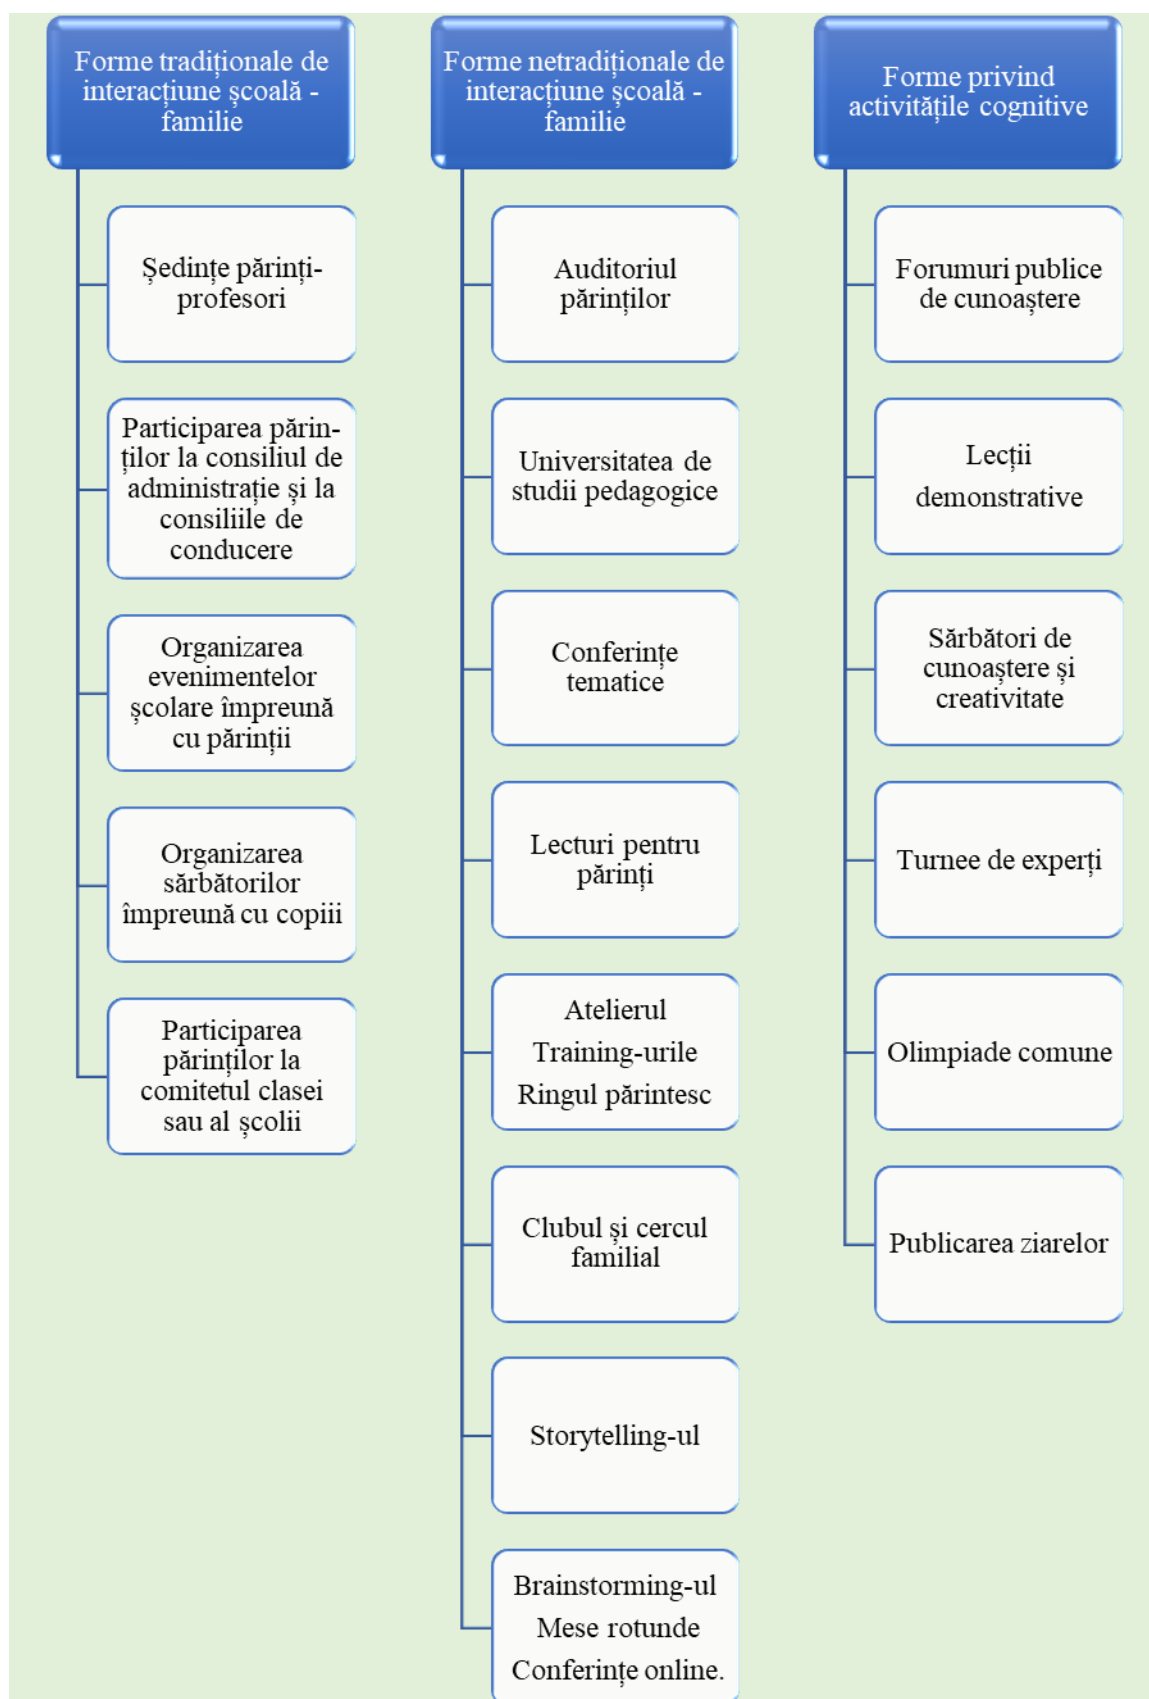 Forme tradiționale de
interacțiune școală -
familie
Ședințe părinți-
profesori
Participarea părin-
ților la consiliul de
administrație și la
consiliile de
conducere
Organizarea
evenimentelor
școlare împreună
cu părinții
Organizarea
sărbătorilor
împreună cu copiii
Participarea
părinților la
comitetul clasei
sau al școlii
Forme netradiționale de
interacțiune școală -
familie
Auditoriul
părinților
Universitatea de
studii pedagogice
Conferințe
tematice
Lecturi pentru
părinți
Atelierul
Training-urile
Ringul părintesc
Clubul și cercul
familial
Storytelling-ul
Brainstorming-ul
Mese rotunde
Conferințe online.
Forme privind
activitățile cognitive
Forumuri publice
de cunoaștere
Lecții
demonstrative
Sărbători de
cunoaștere și
creativitate
Turnee de experți
Olimpiade comune
Publicarea ziarelor